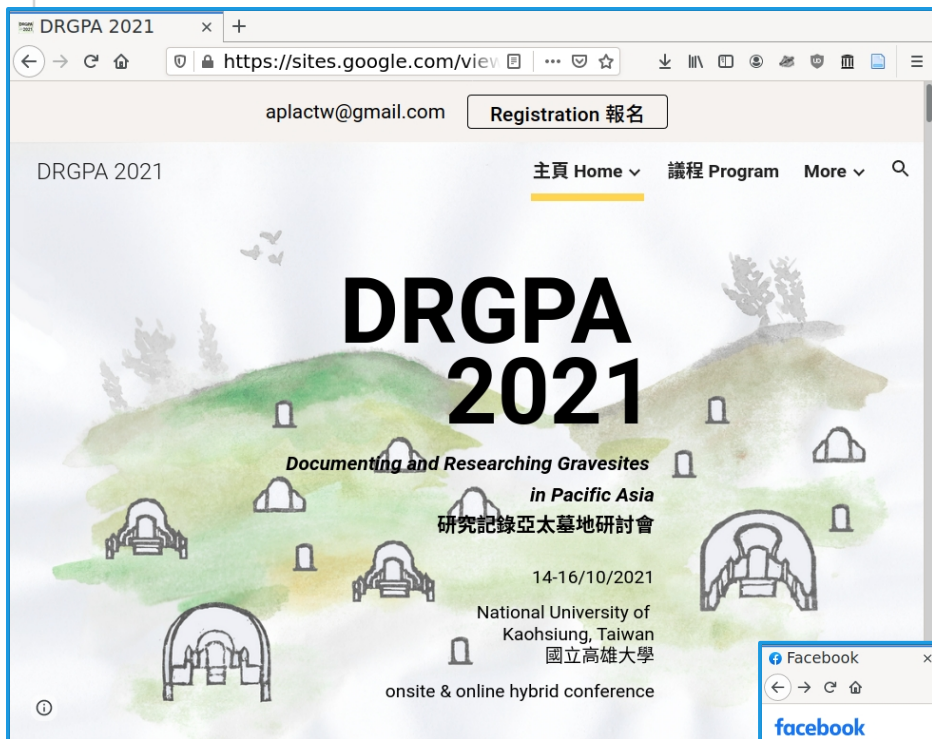 DRGPA 2021
https://sites.google.com/view
aplactw@gmail.com
Registration 報名
DRGPA 2021
主頁 Home
議程 Program
More
DRGPA
2021
Documenting and Researching Gravesites
in Pacific Asia
研究記錄亞太墓地研討會
14-16/10/2021
National University of
Kaohsiung, Taiwan
國立高雄大學
onsite & online hybrid conference
Facebook
facebook